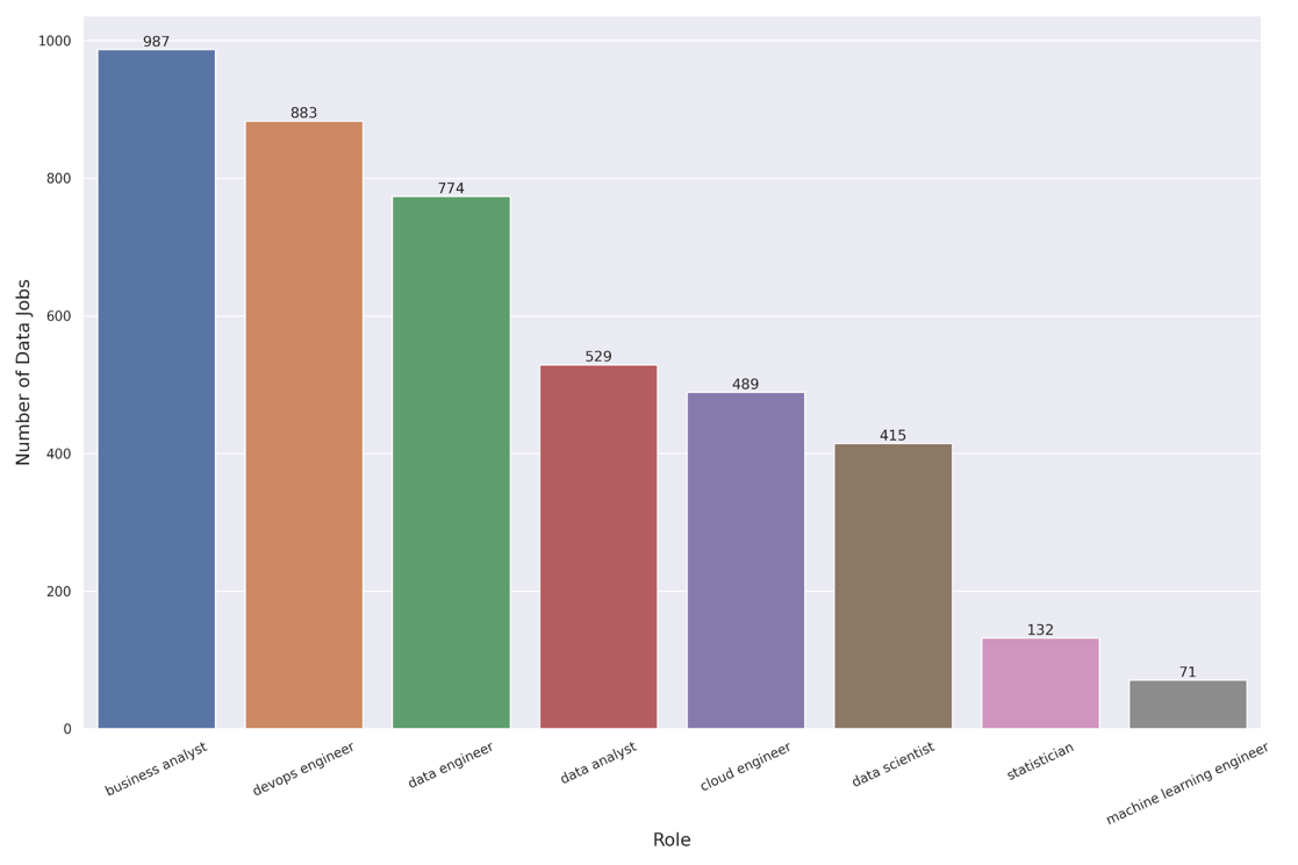 1000
800
600
400
200
0
Number of Data Jobs
987
883
774
529
489
415
132
71
business analyst
devops engineer
data engineer
data analyst
cloud engineer
data scientist
statistician
machine learning engineer
Role